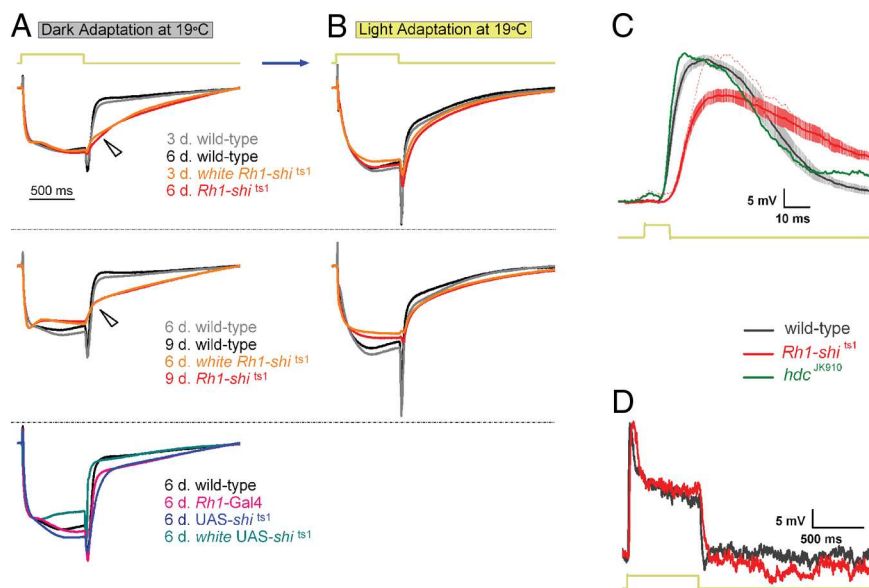 A
Dark Adaptation at 19ºC
B
Light Adaptation at 19ºC
C
3 d. wild-type
6 d. wild-type
3 d. white Rh1-shi ts1
6 d. Rh1-shi ts1
500 ms
5 mV
10 ms
6 d. wild-type
9 d. wild-type
6 d. white Rh1-shi ts1
9 d. Rh1-shi ts1
wild-type
Rh1-shi ts1
hdc JK910
D
6 d. wild-type
6 d. Rh1-Gal4
6 d. UAS-shi ts1
6 d. white UAS-shi ts1
5 mV
500 ms